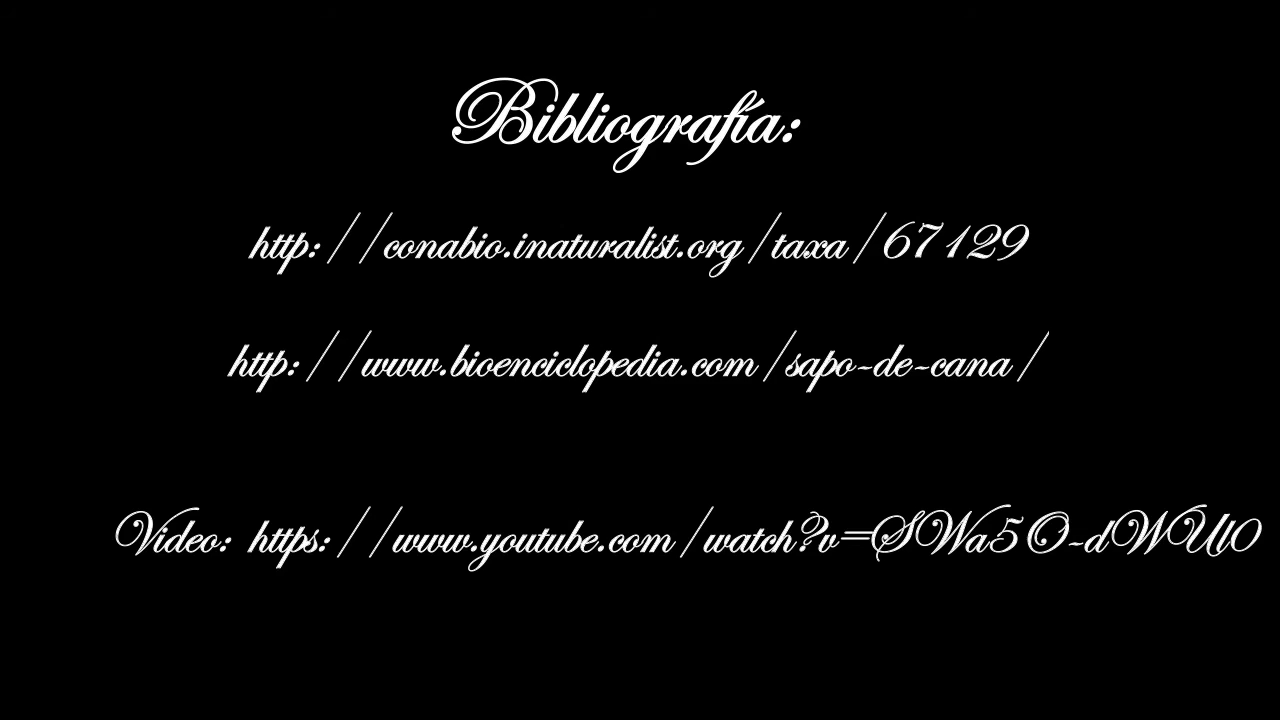 Bibliografía:
http://conabio.inaturalist.org/taxa/67129
http://www.bioenciclopedia.com/sapo-de-cana/
Video: https://www.youtube.com/watch?v=SWa5O-dWUl0